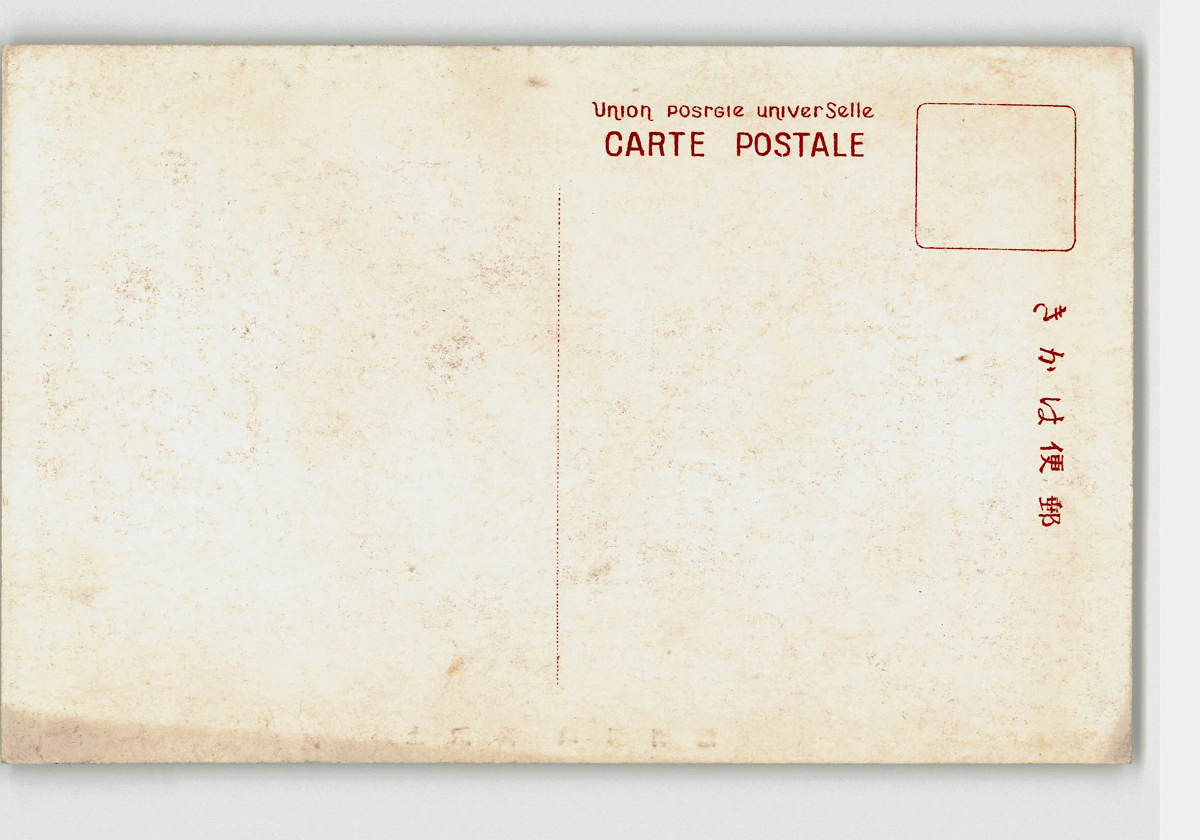 Union posrGie univerSelle
CARTE POSTALE
郵便はかき